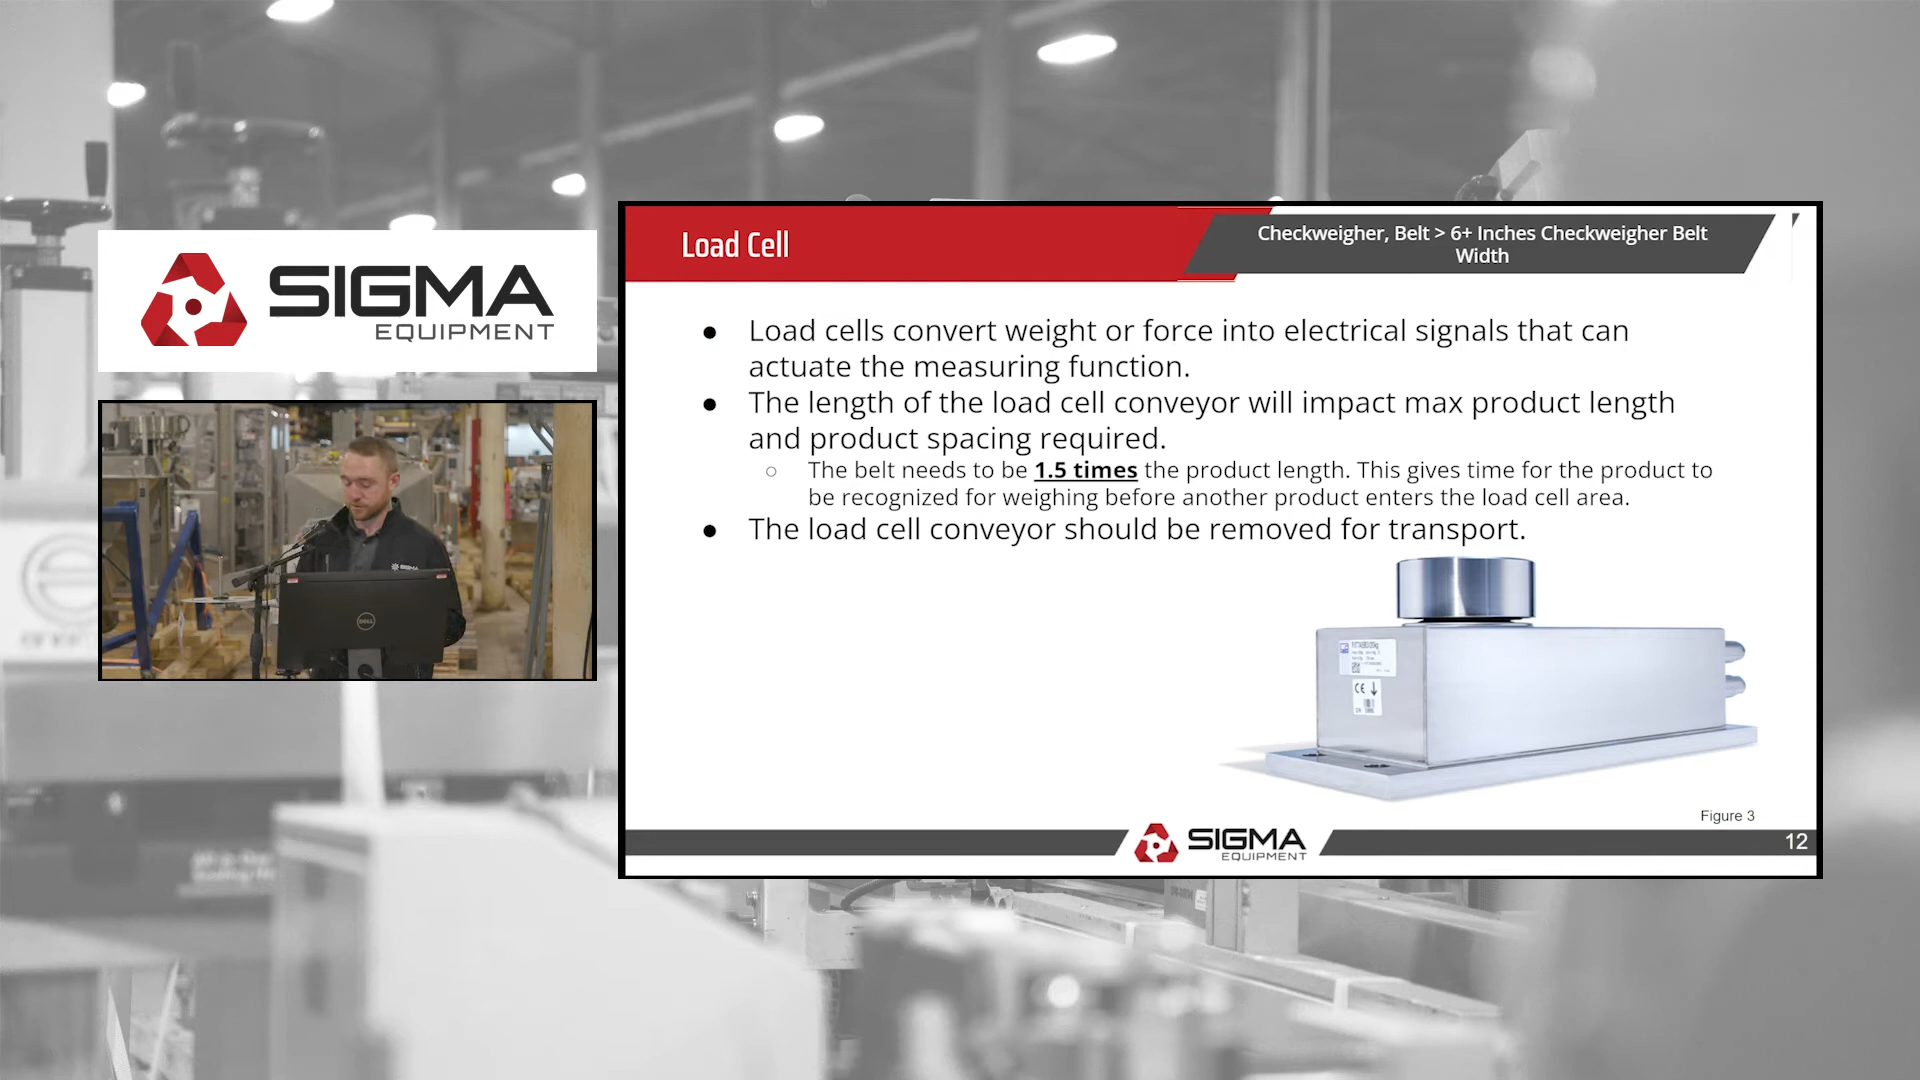 SIGMA
EQUIPMENT
DELL
SIGMA
Load Cell
Checkweigher, Belt > 6+ Inches Checkweigher Belt
Width
● Load cells convert weight or force into electrical signals that can
actuate the measuring function.
● The length of the load cell conveyor will impact max product length
and product spacing required.
○ The belt needs to be 1.5 times the product length. This gives time for the product to
be recognized for weighing before another product enters the load cell area.
● The load cell conveyor should be removed for transport.
CE
Figure 3
SIGMA
EQUIPMENT
12